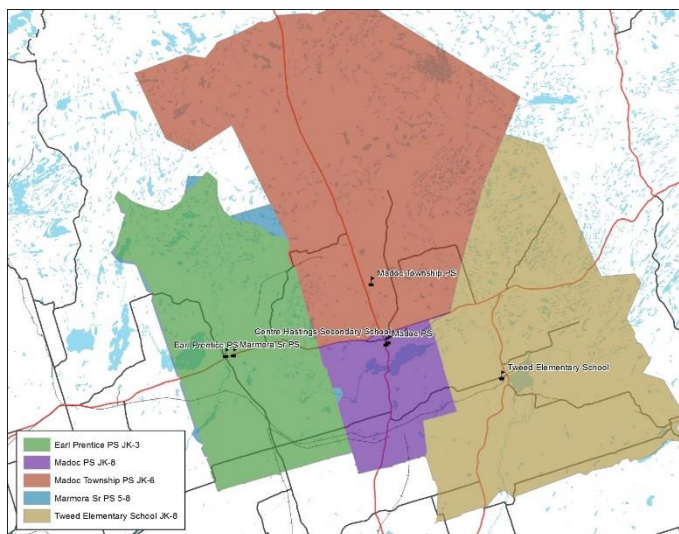 Madoc Township PS
Centre Hastings Secondary School
Madoc PS
Earl Prentice PS
Marmora Sr PS
Tweed Elementary School
Earl Prentice PS JK-3
Madoc PS JK-8
Madoc Township PS JK-6
Marmora Sr PS 5-8
Tweed Elementary School JK-8